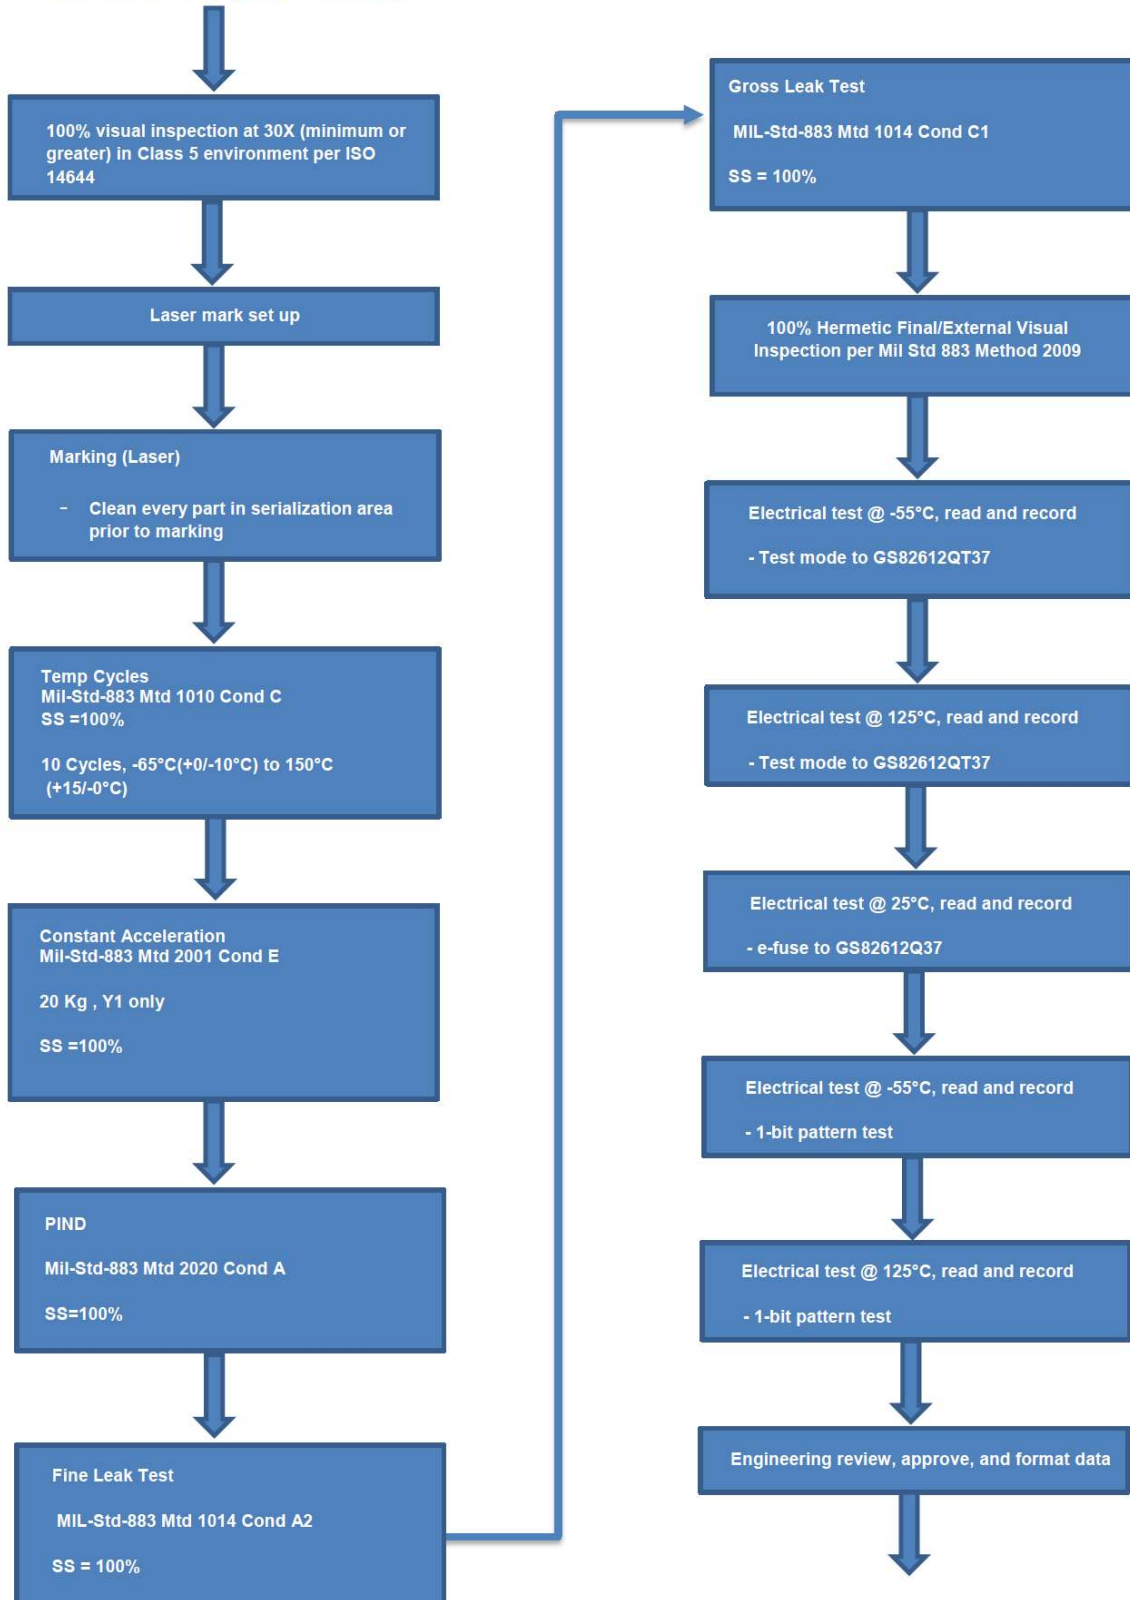 100% visual inspection at 30X (minimum or
greater) in Class 5 environment per ISO
14644
Laser mark set up
Marking (Laser)
- Clean every part in serialization area
prior to marking
Temp Cycles
Mil-Std-883 Mtd 1010 Cond C
SS =100%
10 Cycles, -65°C(+0/-10°C) to 150°C
(+15/-0°C)
Constant Acceleration
Mil-Std-883 Mtd 2001 Cond E
20 Kg , Y1 only
SS =100%
PIND
Mil-Std-883 Mtd 2020 Cond A
SS=100%
Fine Leak Test
MIL-Std-883 Mtd 1014 Cond A2
SS = 100%
Gross Leak Test
MIL-Std-883 Mtd 1014 Cond C1
SS = 100%
100% Hermetic Final/External Visual
Inspection per Mil Std 883 Method 2009
Electrical test @ -55°C, read and record
- Test mode to GS82612QT37
Electrical test @ 125°C, read and record
- Test mode to GS82612QT37
Electrical test @ 25°C, read and record
- e-fuse to GS82612Q37
Electrical test @ -55°C, read and record
- 1-bit pattern test
Electrical test @ 125°C, read and record
- 1-bit pattern test
Engineering review, approve, and format data